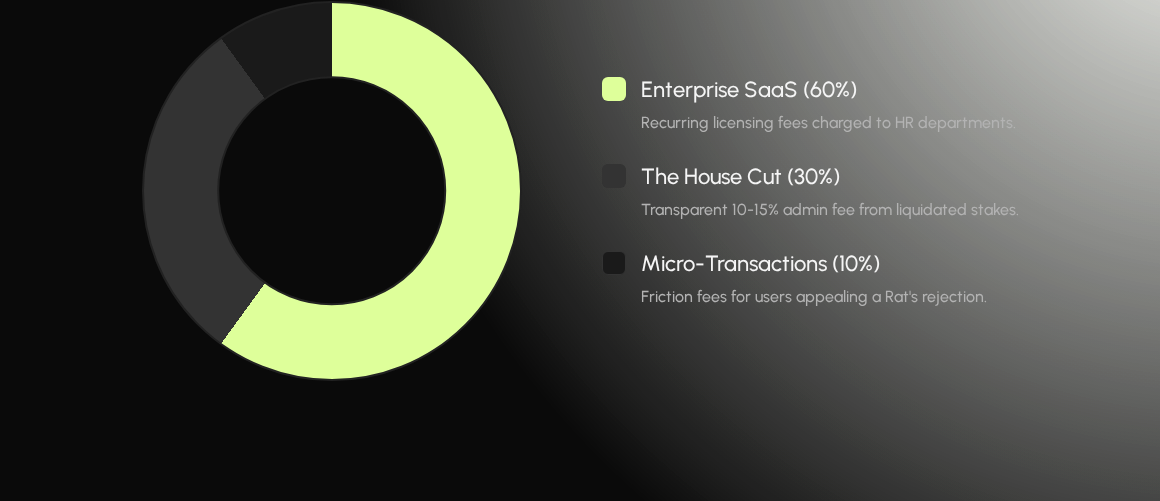 Enterprise SaaS (60%)
Recurring licensing fees charged to HR departments.
The House Cut (30%)
Transparent 10-15% admin fee from liquidated stakes.
Micro-Transactions (10%)
Friction fees for users appealing a Rat's rejection.